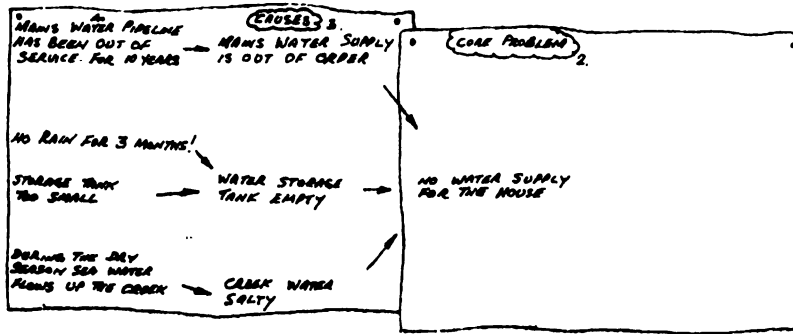 CAUSES 3.
MAINS WATER PIPELINE
HAS BEEN OUT OF
SERVICE. FOR 10 YEARS
MAINS WATER SUPPLY
IS OUT OF ORDER
NO RAIN FOR 3 MONTHS!
STORAGE TANK
TOO SMALL
WATER STORAGE
TANK EMPTY
DURING THE DRY
SEASON SEA WATER
FLOWS UP THE CREEK
CREEK WATER
SALTY
CORE PROBLEM 2.
NO WATER SUPPLY
FOR THE HOUSE